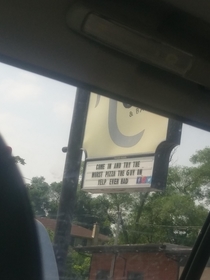 COME IN AND TRY THE
WORST PIZZA THE GUY ON
YELP EVER HAD